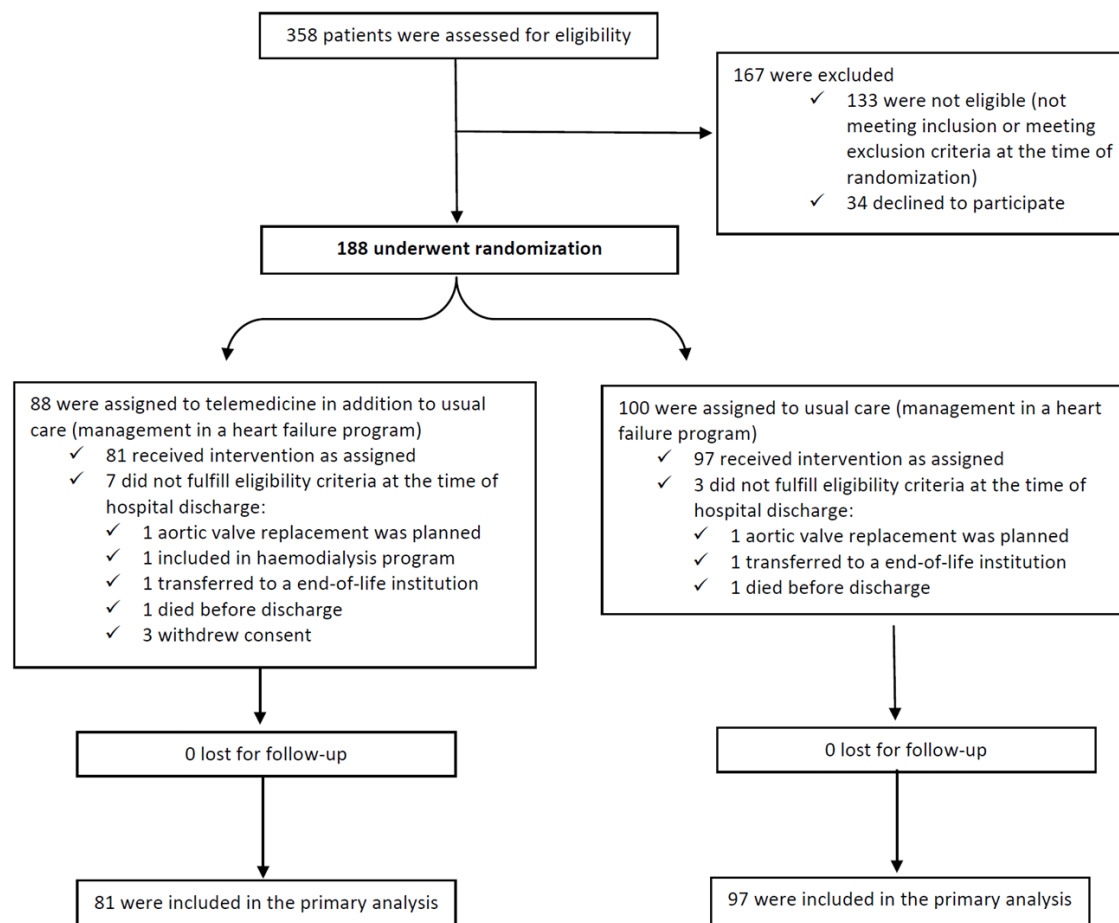 358 patients were assessed for eligibility
167 were excluded
✓ 133 were not eligible (not
meeting inclusion or meeting
exclusion criteria at the time of
randomization)
✓ 34 declined to participate
188 underwent randomization
88 were assigned to telemedicine in addition to usual
care (management in a heart failure program)
✓ 81 received intervention as assigned
✓ 7 did not fulfill eligibility criteria at the time of
hospital discharge:
✓ 1 aortic valve replacement was planned
✓ 1 included in haemodialysis program
✓ 1 transferred to a end-of-life institution
✓ 1 died before discharge
✓ 3 withdrew consent
100 were assigned to usual care (management in a heart
failure program)
✓ 97 received intervention as assigned
✓ 3 did not fulfill eligibility criteria at the time of
hospital discharge:
✓ 1 aortic valve replacement was planned
✓ 1 transferred to a end-of-life institution
✓ 1 died before discharge
0 lost for follow-up
0 lost for follow-up
81 were included in the primary analysis
97 were included in the primary analysis